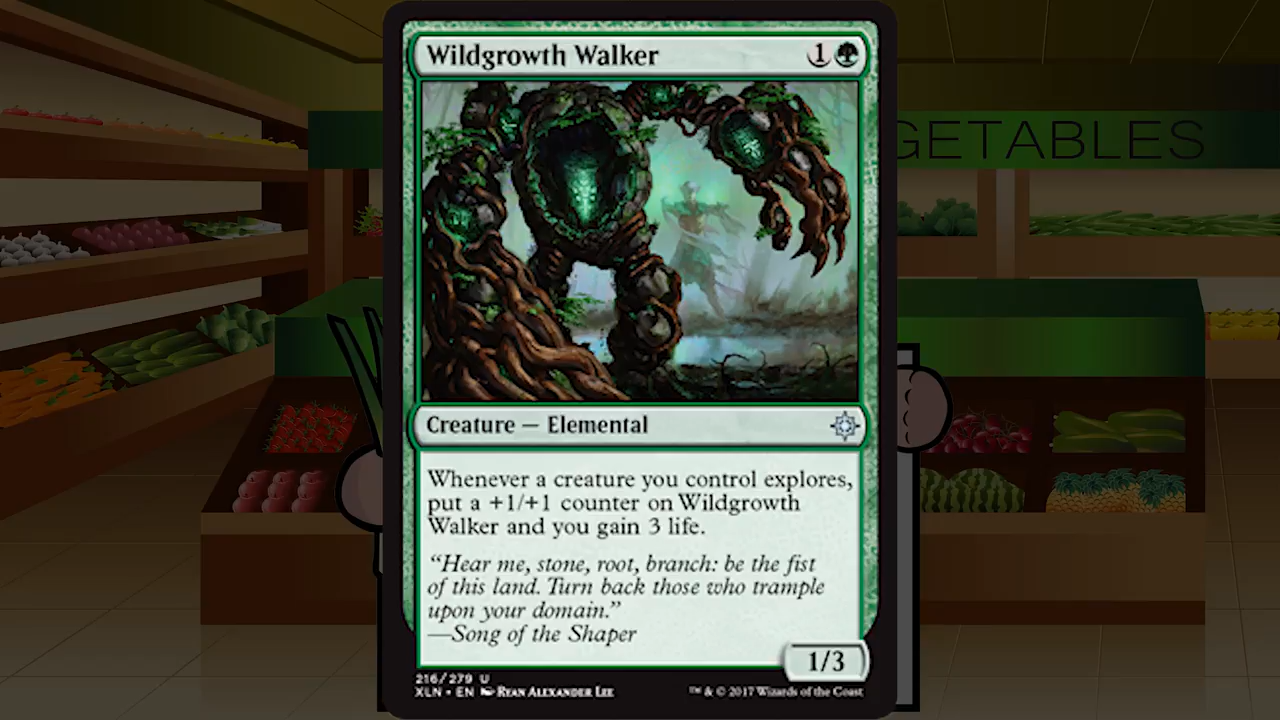 Wildgrowth Walker 1
GETABLES
Creature — Elemental
Whenever a creature you control explores,
put a +1/+1 counter on Wildgrowth
Walker and you gain 3 life.
“Hear me, stone, root, branch: be the fist
of this land. Turn back those who trample
upon your domain.”
—Song of the Shaper
1/3
216/279 U
XLN • EN Ryan Alexander Lee
™ & © 2017 Wizards of the Coast